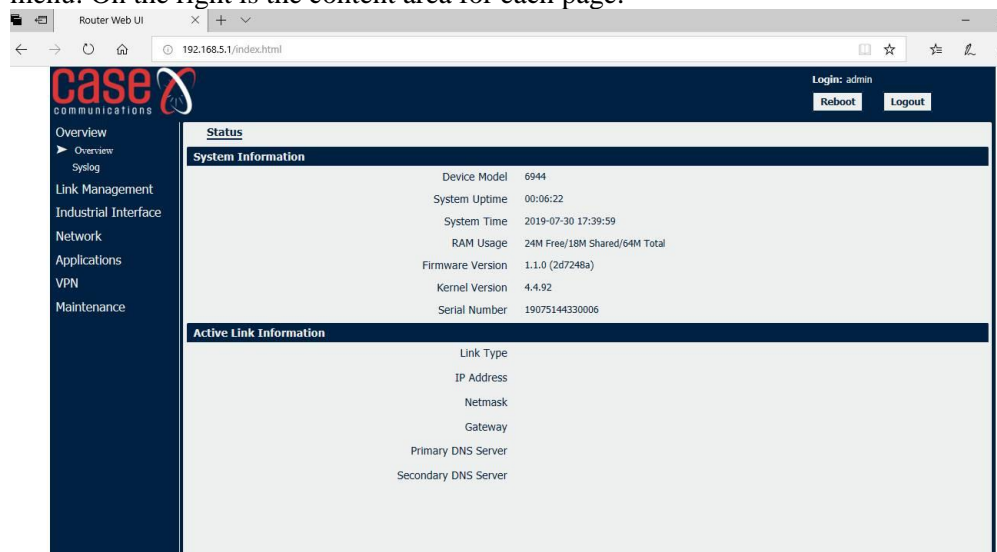 menu. On the right is the content area for each page.
Router Web UI
192.168.5.1/index.html
case
communications
Login: admin
Reboot Logout
Overview
Overview
Syslog
Link Management
Industrial Interface
Network
Applications
VPN
Maintenance
Status
System Information
Device Model 6944
System Uptime 00:06:22
System Time 2019-07-30 17:39:59
RAM Usage 24M Free/18M Shared/64M Total
Firmware Version 1.1.0 (2d7248a)
Kernel Version 4.4.92
Serial Number 19075144330006
Active Link Information
Link Type
IP Address
Netmask
Gateway
Primary DNS Server
Secondary DNS Server